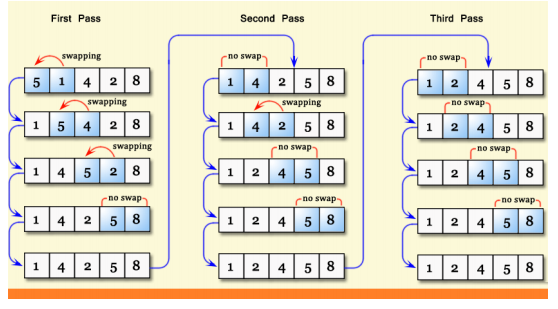 First Pass
swapping
5 1 4 2 8
swapping
1 5 4 2 8
swapping
1 4 5 2 8
no swap
1 4 2 5 8
1 4 2 5 8
Second Pass
no swap
1 4 2 5 8
swapping
1 4 2 5 8
no swap
1 2 4 5 8
no swap
1 2 4 5 8
1 2 4 5 8
Third Pass
no swap
1 2 4 5 8
no swap
1 2 4 5 8
no swap
1 2 4 5 8
no swap
1 2 4 5 8
1 2 4 5 8